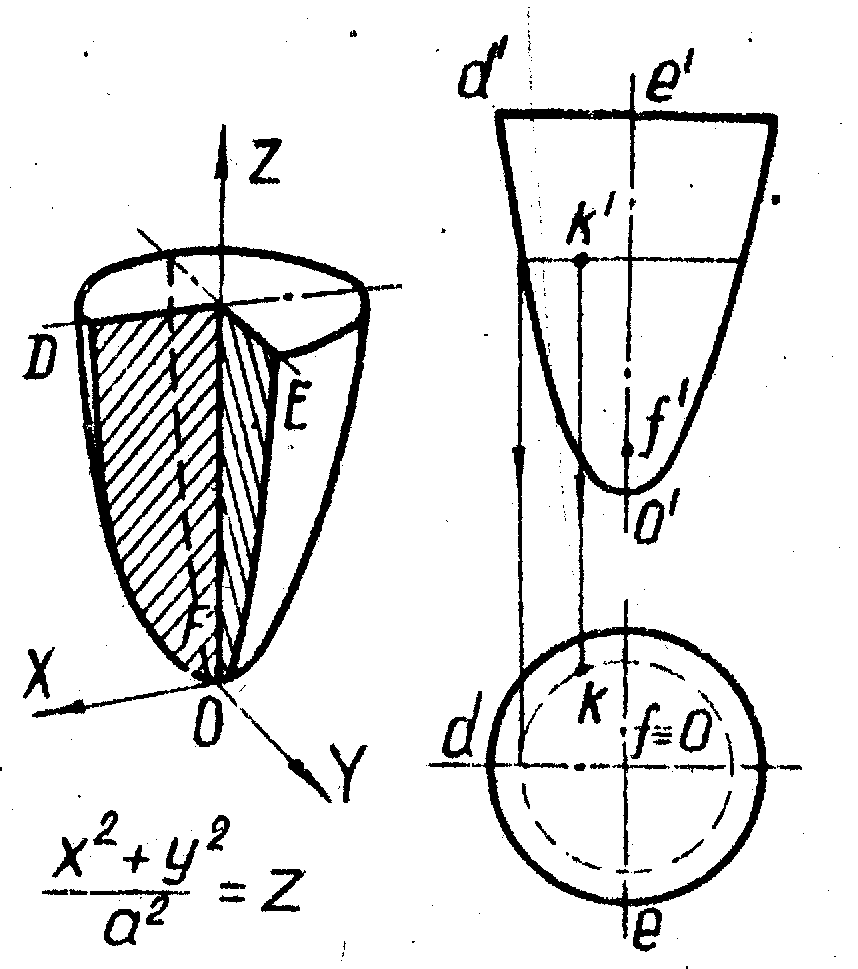 Z
D
E
F
X
O
Y
x² + y²
a²
= Z
d'
e'
k'
f'
O'
k
d
f≡O
e